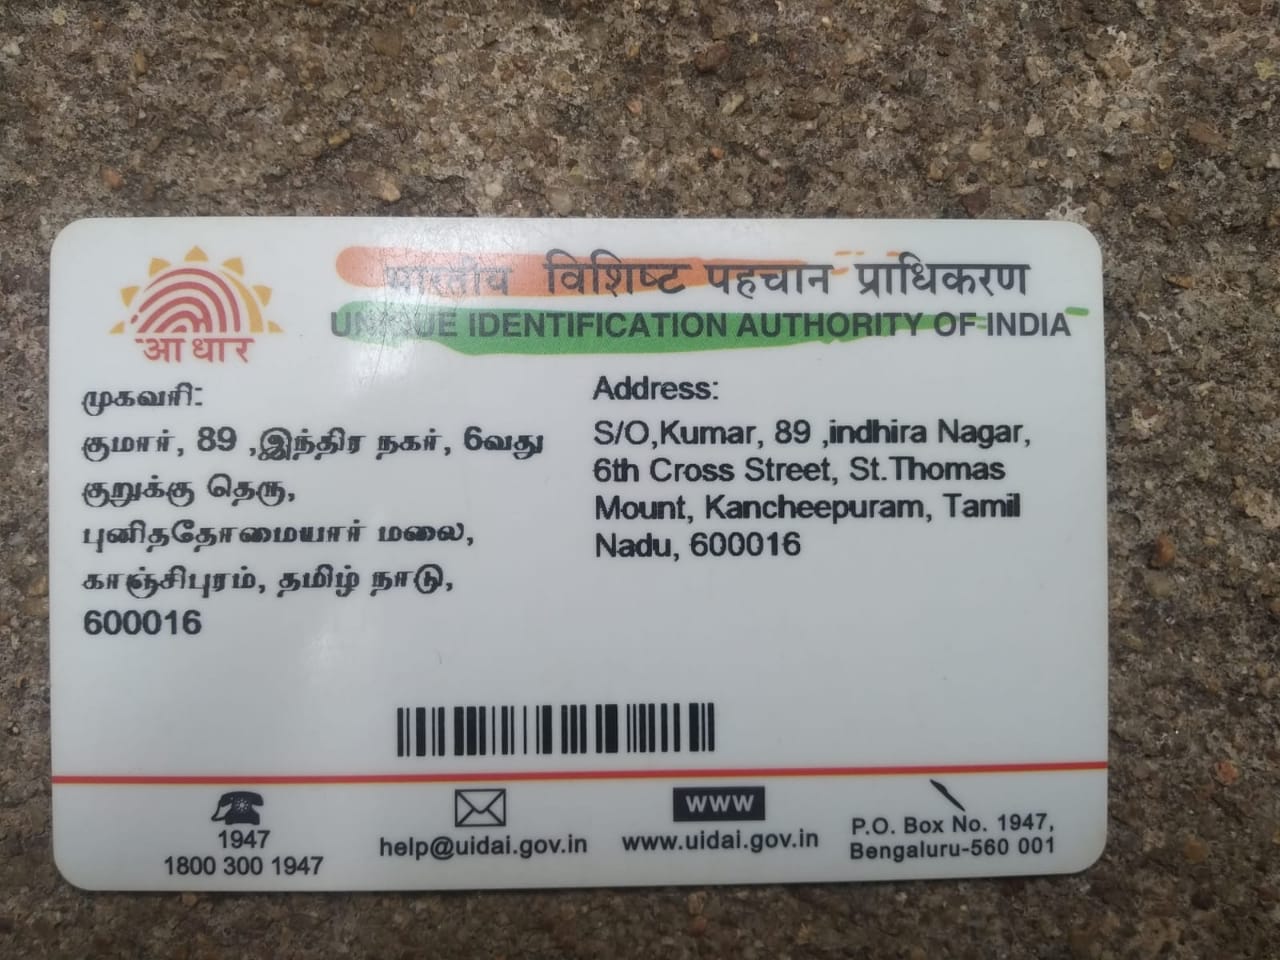 भारतीय विशिष्ट पहचान प्राधिकरण
UNIQUE IDENTIFICATION AUTHORITY OF INDIA
आधार
முகவரி:
குமார், 89 ,இந்திர நகர், 6வது
குறுக்கு தெரு,
புனிததோமையார் மலை,
காஞ்சிபுரம், தமிழ் நாடு,
600016
Address:
S/O,Kumar, 89 ,indhira Nagar,
6th Cross Street, St.Thomas
Mount, Kancheepuram, Tamil
Nadu, 600016
1947
1800 300 1947
help@uidai.gov.in
www
www.uidai.gov.in
P.O. Box No. 1947,
Bengaluru-560 001